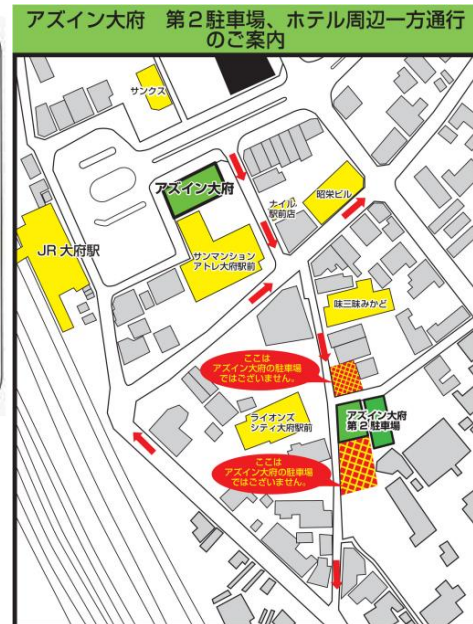 アズイン大府 第2駐車場、ホテル周辺一方通行
のご案内
サンクス
アズイン大府
ナイル
駅前店
昭栄ビル
JR 大府駅
サンマンション
アトレ大府駅前
味三昧みかど
ここは
アズイン大府の駐車場
ではございません。
アズイン大府
第2駐車場
ライオンズ
シティ大府駅前
ここは
アズイン大府の駐車場
ではございません。